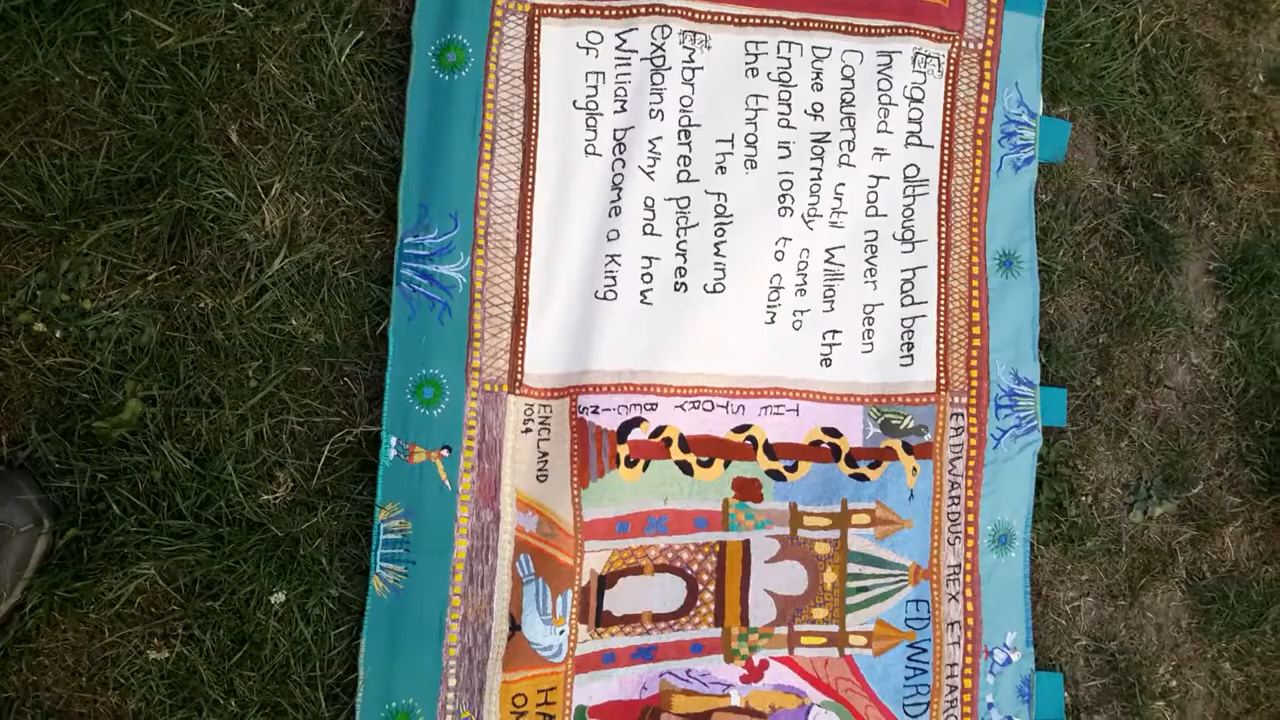 England, although had been
Invaded it had never been
Conquered, until William the
Duke of Normandy came to
England in 1066 to claim
the throne.
The following
Embroidered pictures
explains Why and how
William become a King
Of England.
EADWARDUS REX ET HARO
THE STORY BEGiNS
EDWARD
ENGLAND
1064
HA
ON